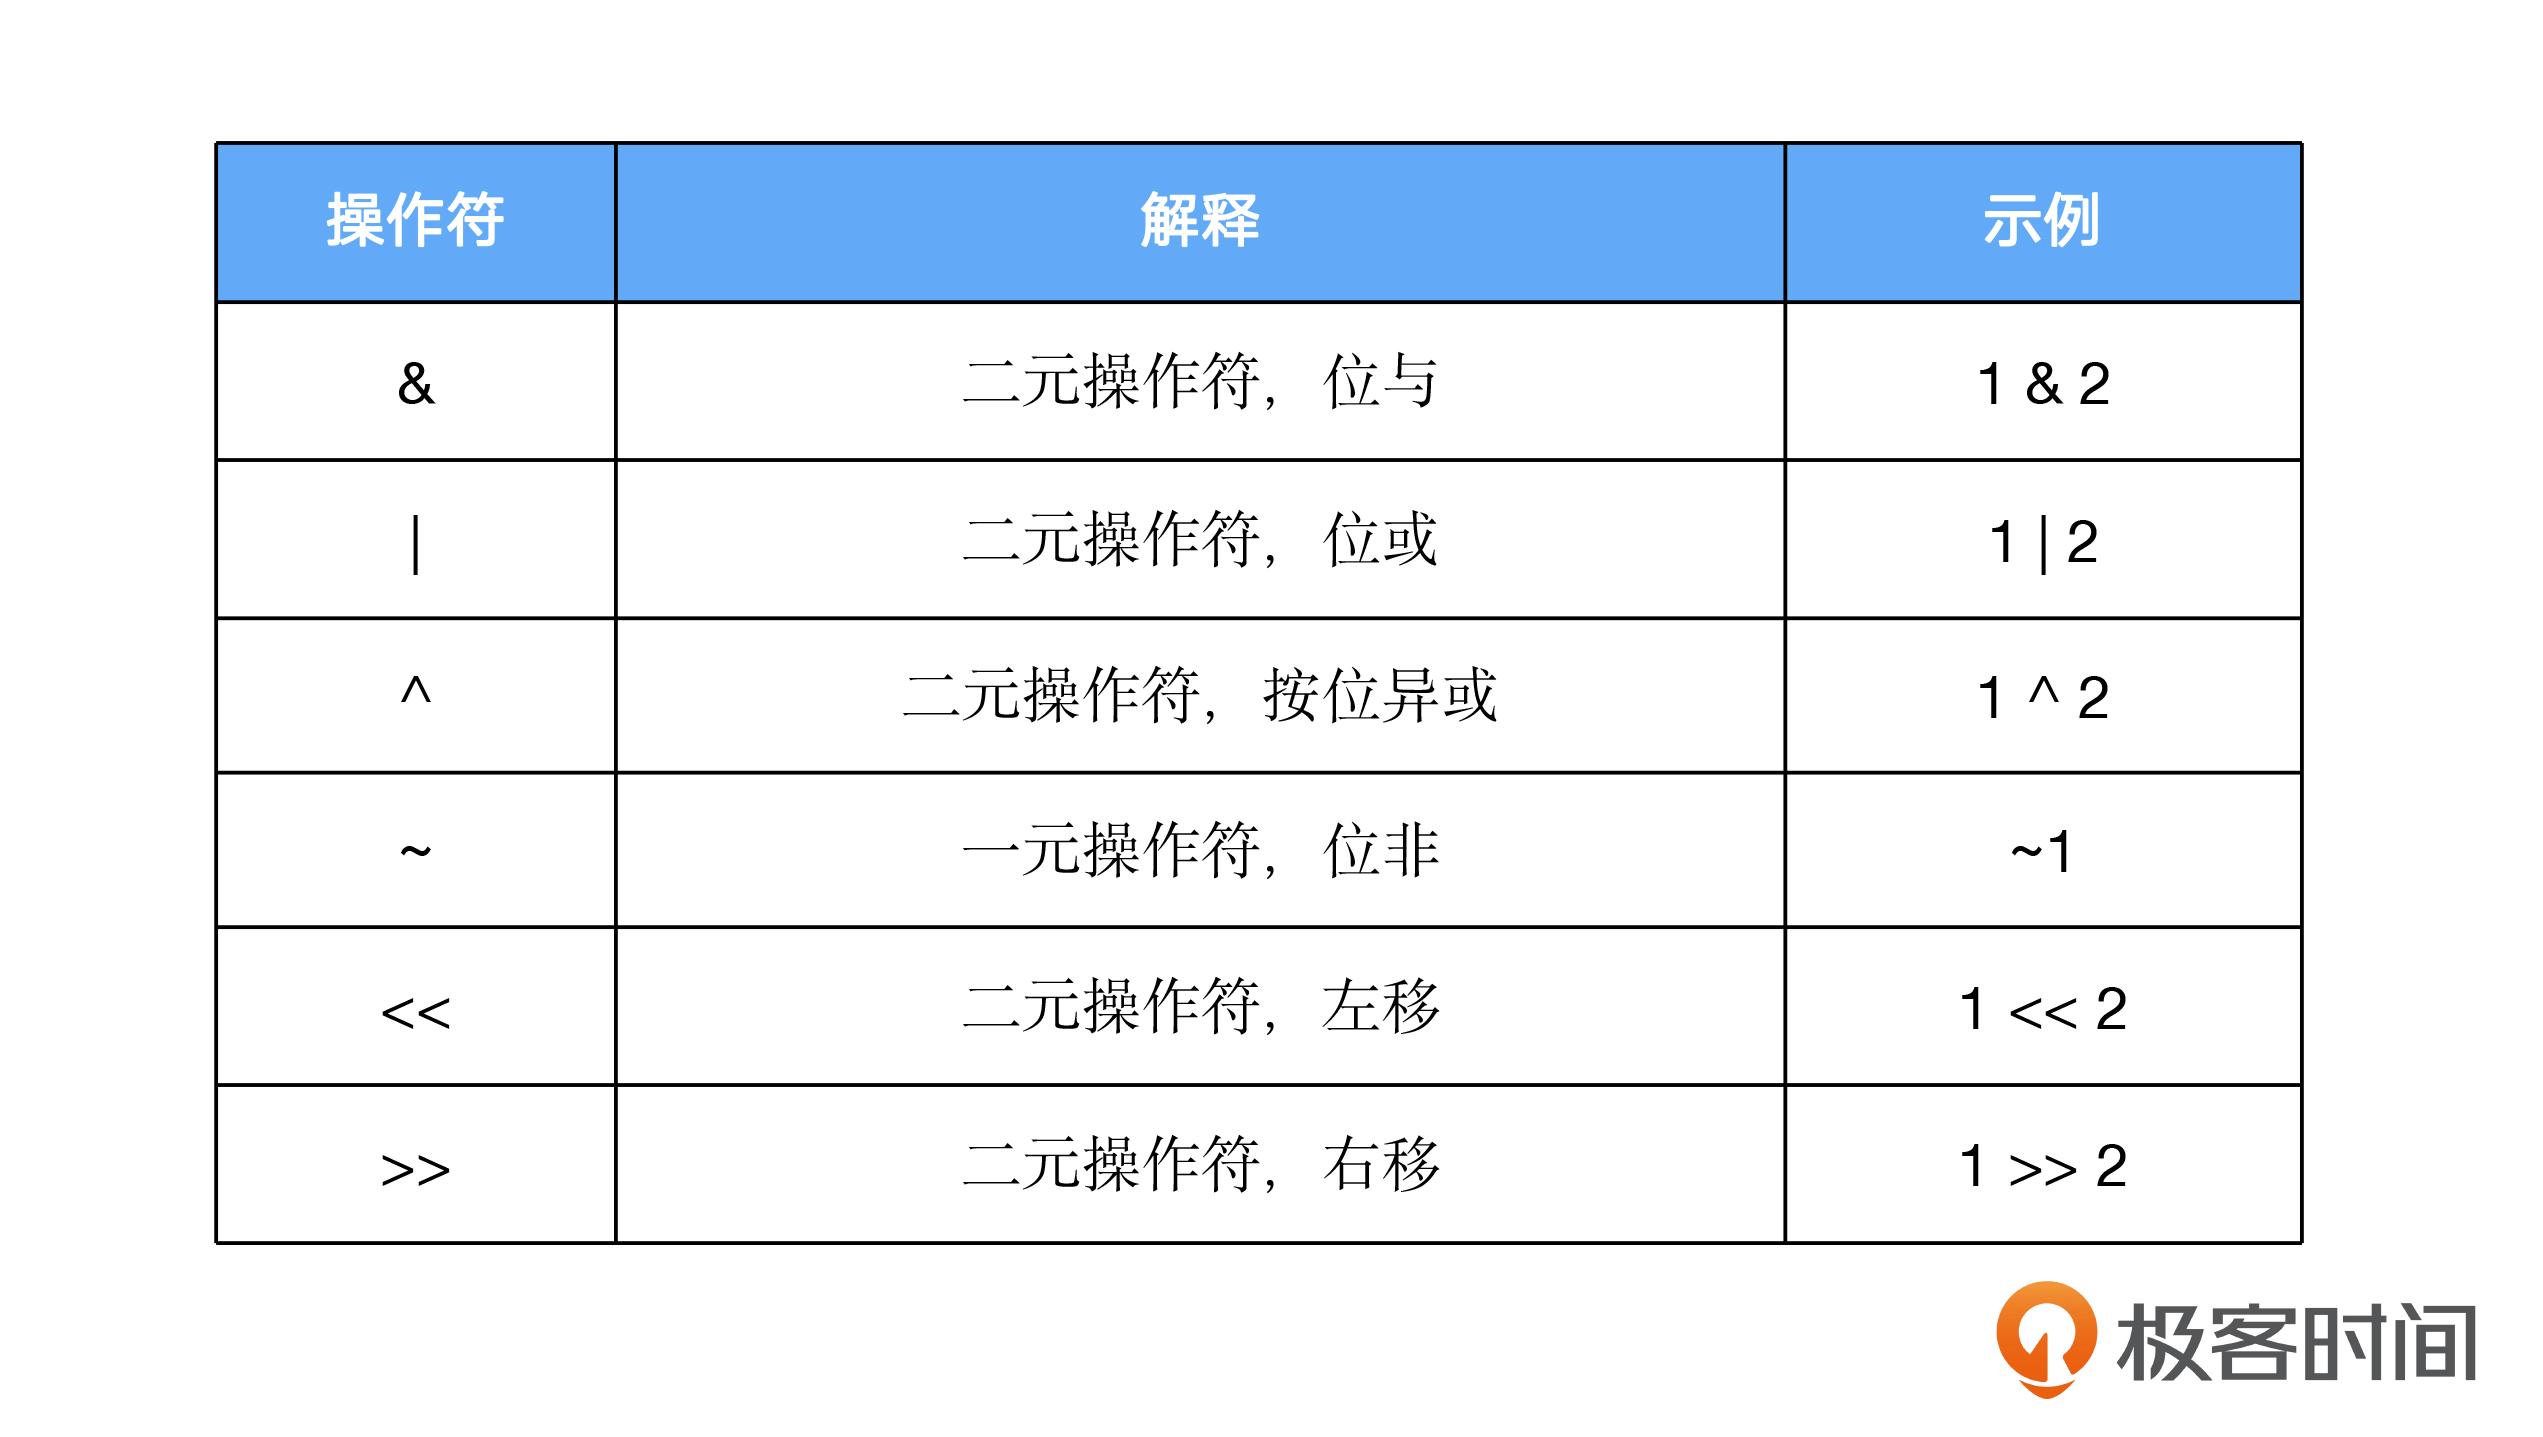 操作符 解释 示例
& 二元操作符，位与 1 & 2
| 二元操作符，位或 1 | 2
^ 二元操作符，按位异或 1 ^ 2
~ 一元操作符，位非 ~1
<< 二元操作符，左移 1 << 2
>> 二元操作符，右移 1 >> 2
极客时间